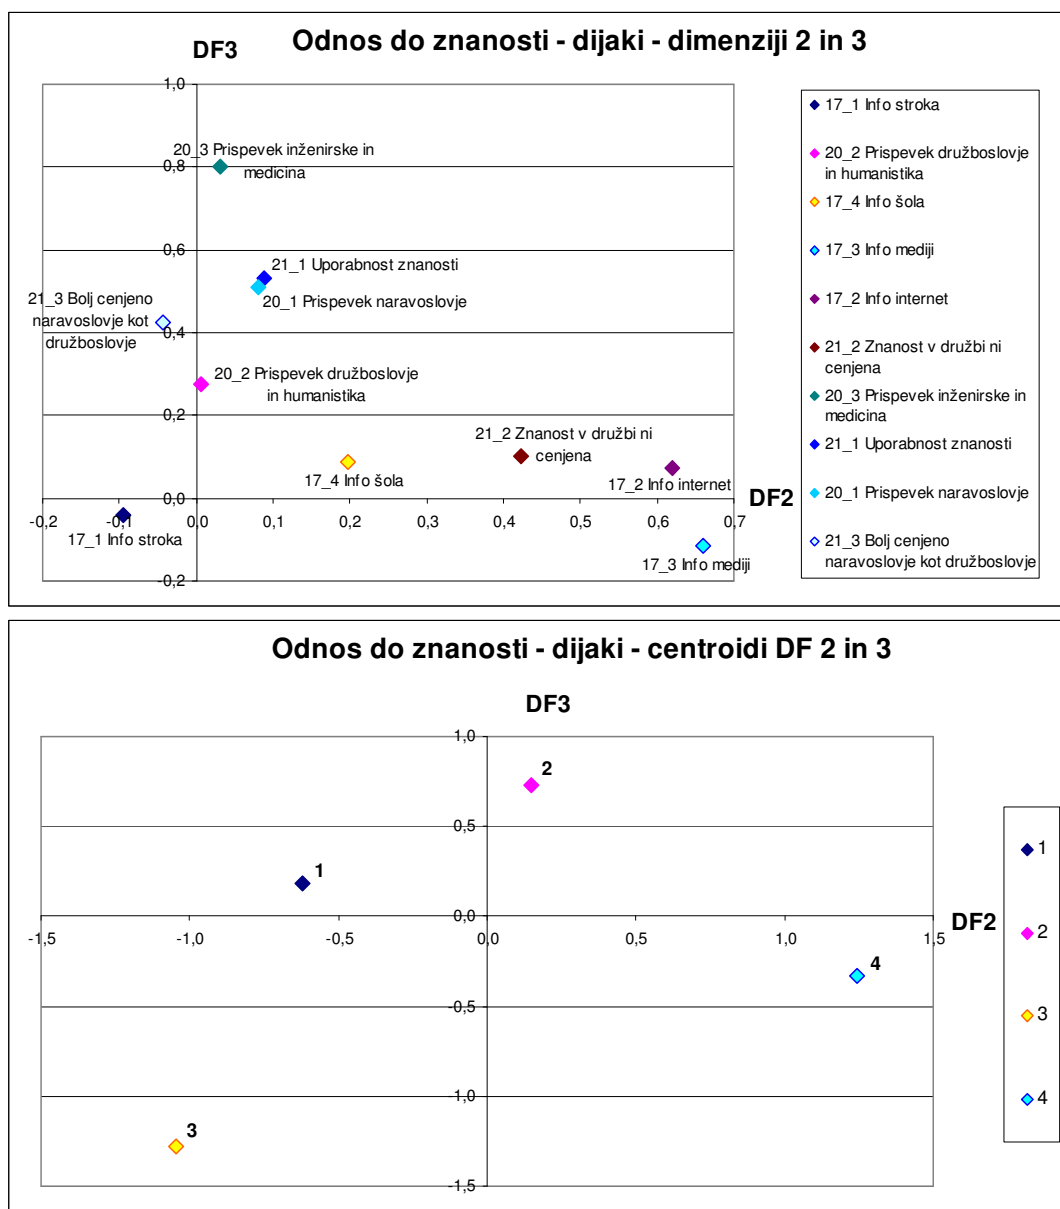 Odnos do znanosti - dijaki - dimenziji 2 in 3
DF3
1,0
20_3 Prispevek inženirske in
medicina
0,8
0,6
21_1 Uporabnost znanosti
20_1 Prispevek naravoslovje
21_3 Bolj cenjeno
naravoslovje kot
družboslovje
0,4
20_2 Prispevek družboslovje
in humanistika
0,2
21_2 Znanost v družbi ni
cenjena
17_4 Info šola
17_2 Info internet
0,0
DF2
-0,2
-0,1
0,0
0,1
0,2
0,3
0,4
0,5
0,6
0,7
17_1 Info stroka
17_3 Info mediji
-0,2
17_1 Info stroka
20_2 Prispevek družboslovje
in humanistika
17_4 Info šola
17_3 Info mediji
17_2 Info internet
21_2 Znanost v družbi ni
cenjena
20_3 Prispevek inženirske in
medicina
21_1 Uporabnost znanosti
20_1 Prispevek naravoslovje
21_3 Bolj cenjeno
naravoslovje kot družboslovje
Odnos do znanosti - dijaki - centroidi DF 2 in 3
DF3
1,0
2
0,5
1
0,0
DF2
-1,5
-1,0
-0,5
0,0
0,5
1,0
1,5
4
-0,5
-1,0
3
-1,5
1
2
3
4